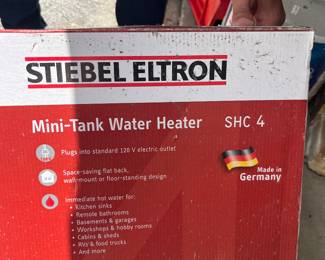 STIEBEL ELTRON
Mini-Tank Water Heater SHC 4
Plugs into standard 120 V electric outlet
Space-saving flat back,
wall-mount or floor-standing design
Made in
Germany
Immediate hot water for:
• Kitchen sinks
• Remote bathrooms
• Basements & garages
• Workshops & hobby rooms
• Cabins & sheds
• RVs & food trucks
• And more